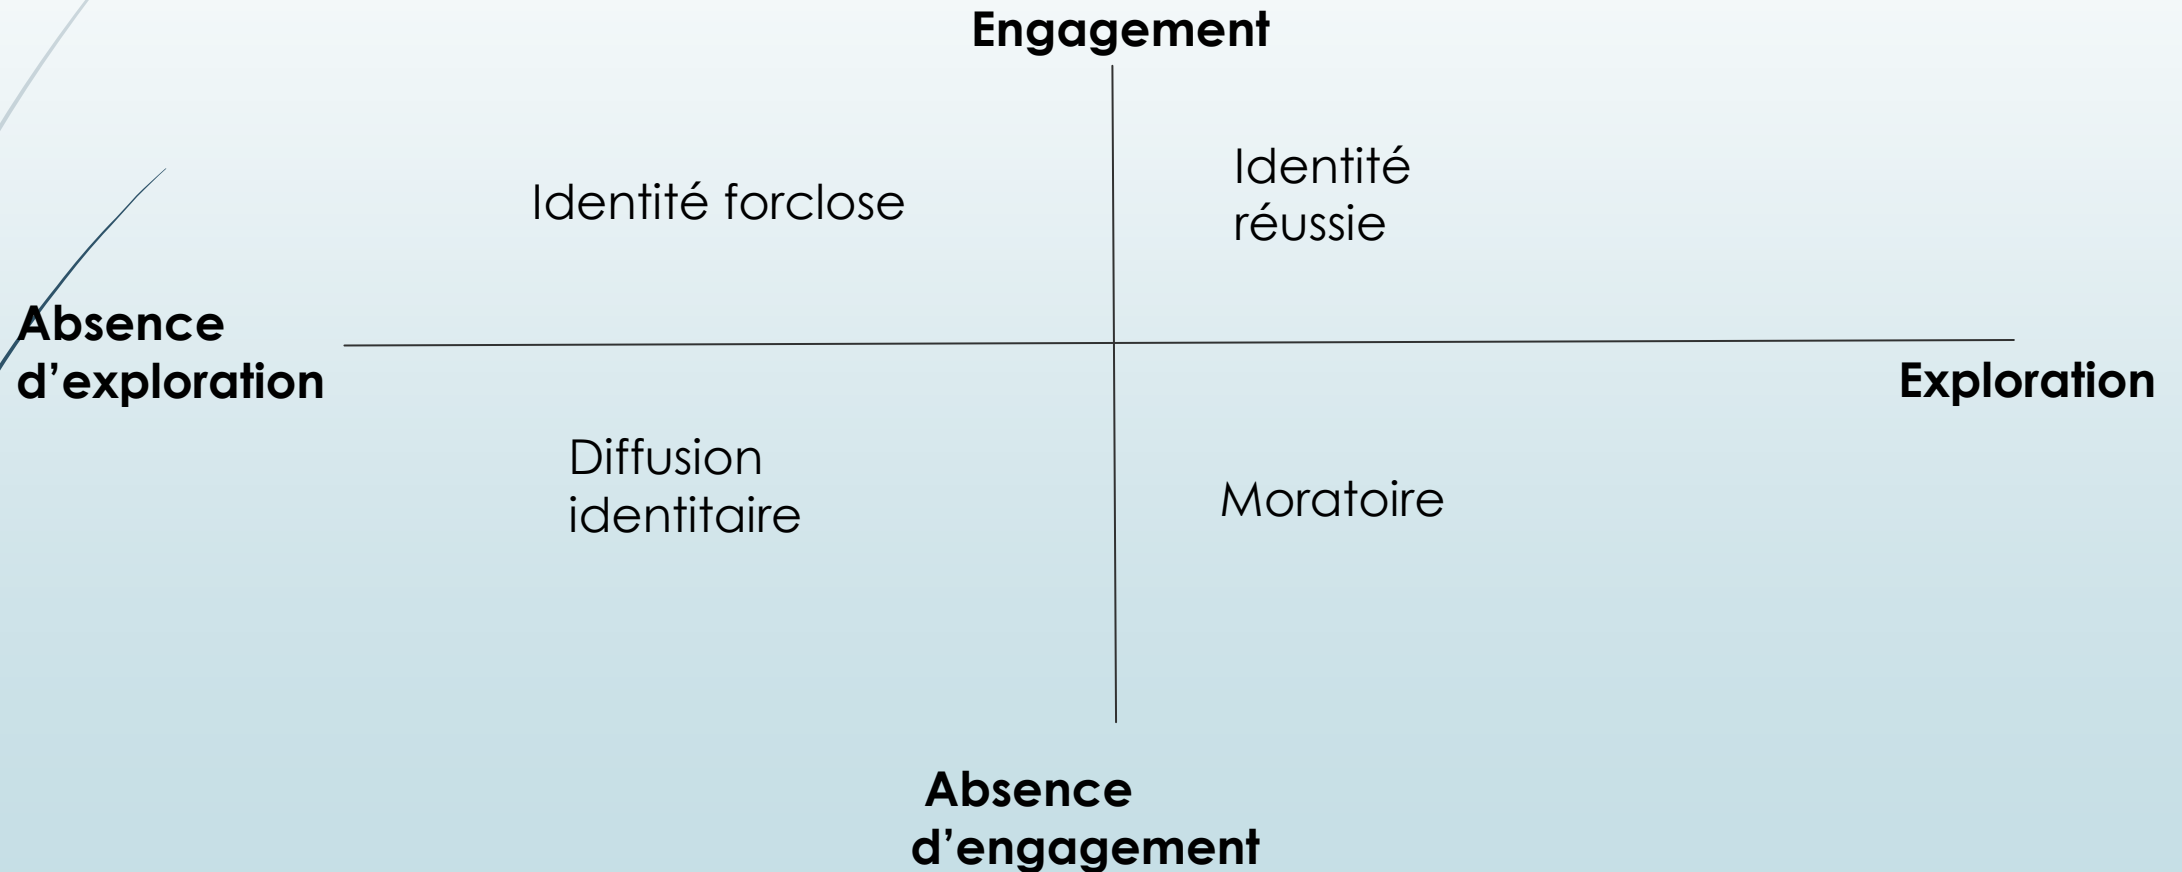 Engagement
Identité forclose
Identité
réussie
Absence
d’exploration
Exploration
Diffusion
identitaire
Moratoire
Absence
d’engagement